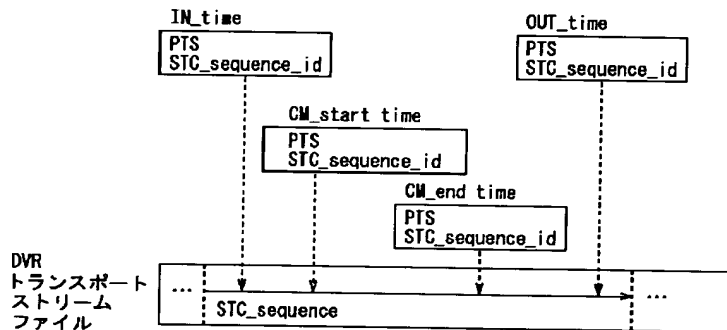 IN_time
PTS
STC_sequence_id
OUT_time
PTS
STC_sequence_id
CM_start time
PTS
STC_sequence_id
CM_end time
PTS
STC_sequence_id
DVR
トランスポート
ストリーム
ファイル
...
STC_sequence
...